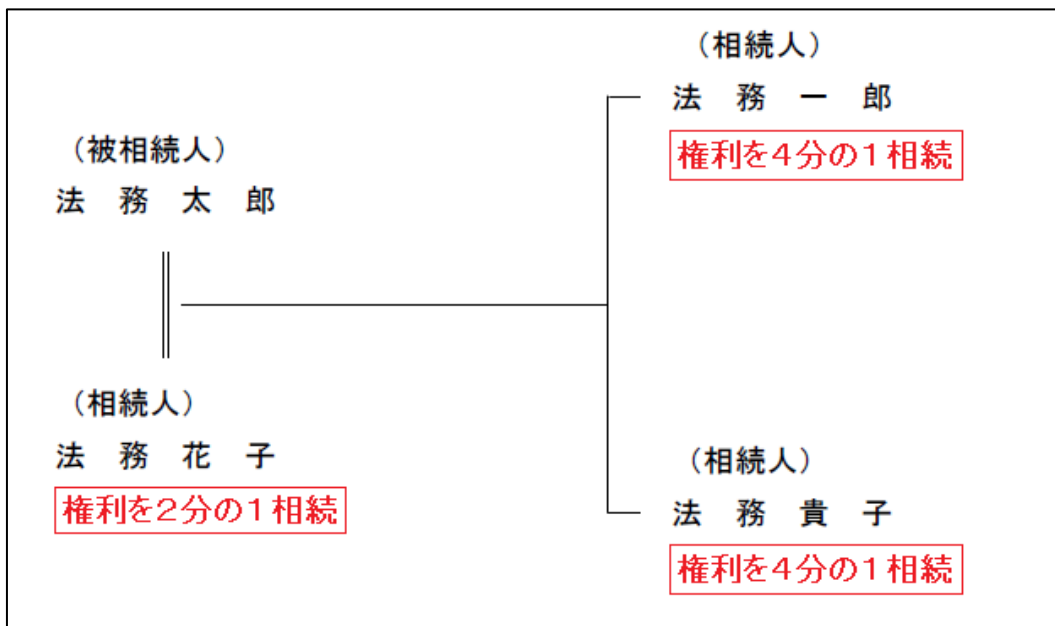 (被相続人)
法 務 太 郎
(相続人)
法 務 花 子
権利を2分の1相続
(相続人)
法 務 一 郎
権利を4分の1相続
(相続人)
法 務 貴 子
権利を4分の1相続